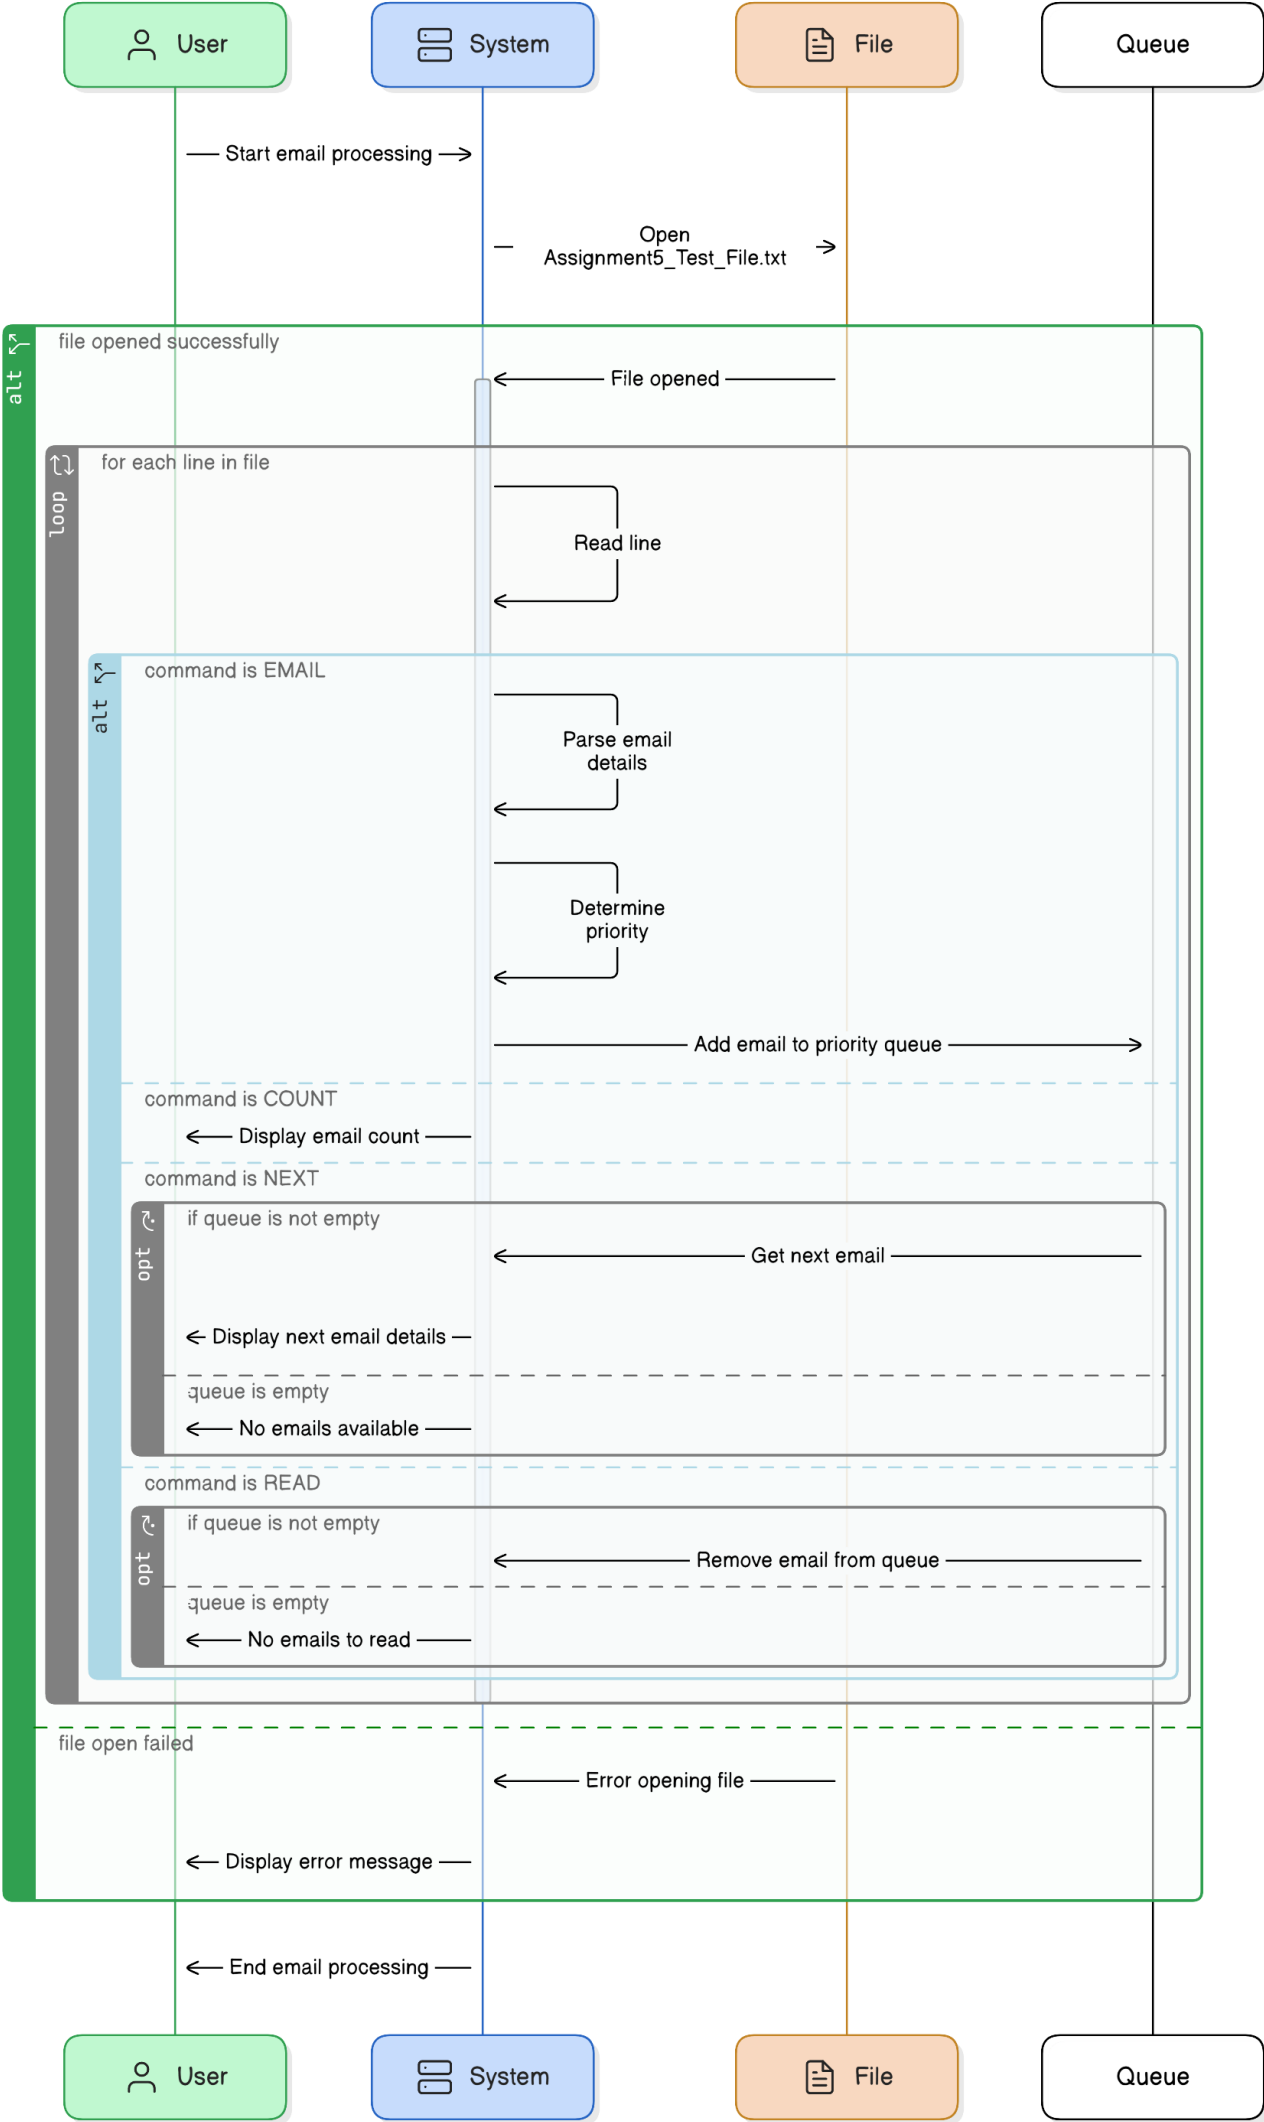 User
System
File
Queue
Start email processing
Open
Assignment5_Test_File.txt
alt
file opened successfully
File opened
loop
for each line in file
Read line
alt
command is EMAIL
Parse email
details
Determine
priority
Add email to priority queue
command is COUNT
Display email count
command is NEXT
opt
if queue is not empty
Get next email
Display next email details
queue is empty
No emails available
command is READ
opt
if queue is not empty
Remove email from queue
queue is empty
No emails to read
file open failed
Error opening file
Display error message
End email processing
User
System
File
Queue